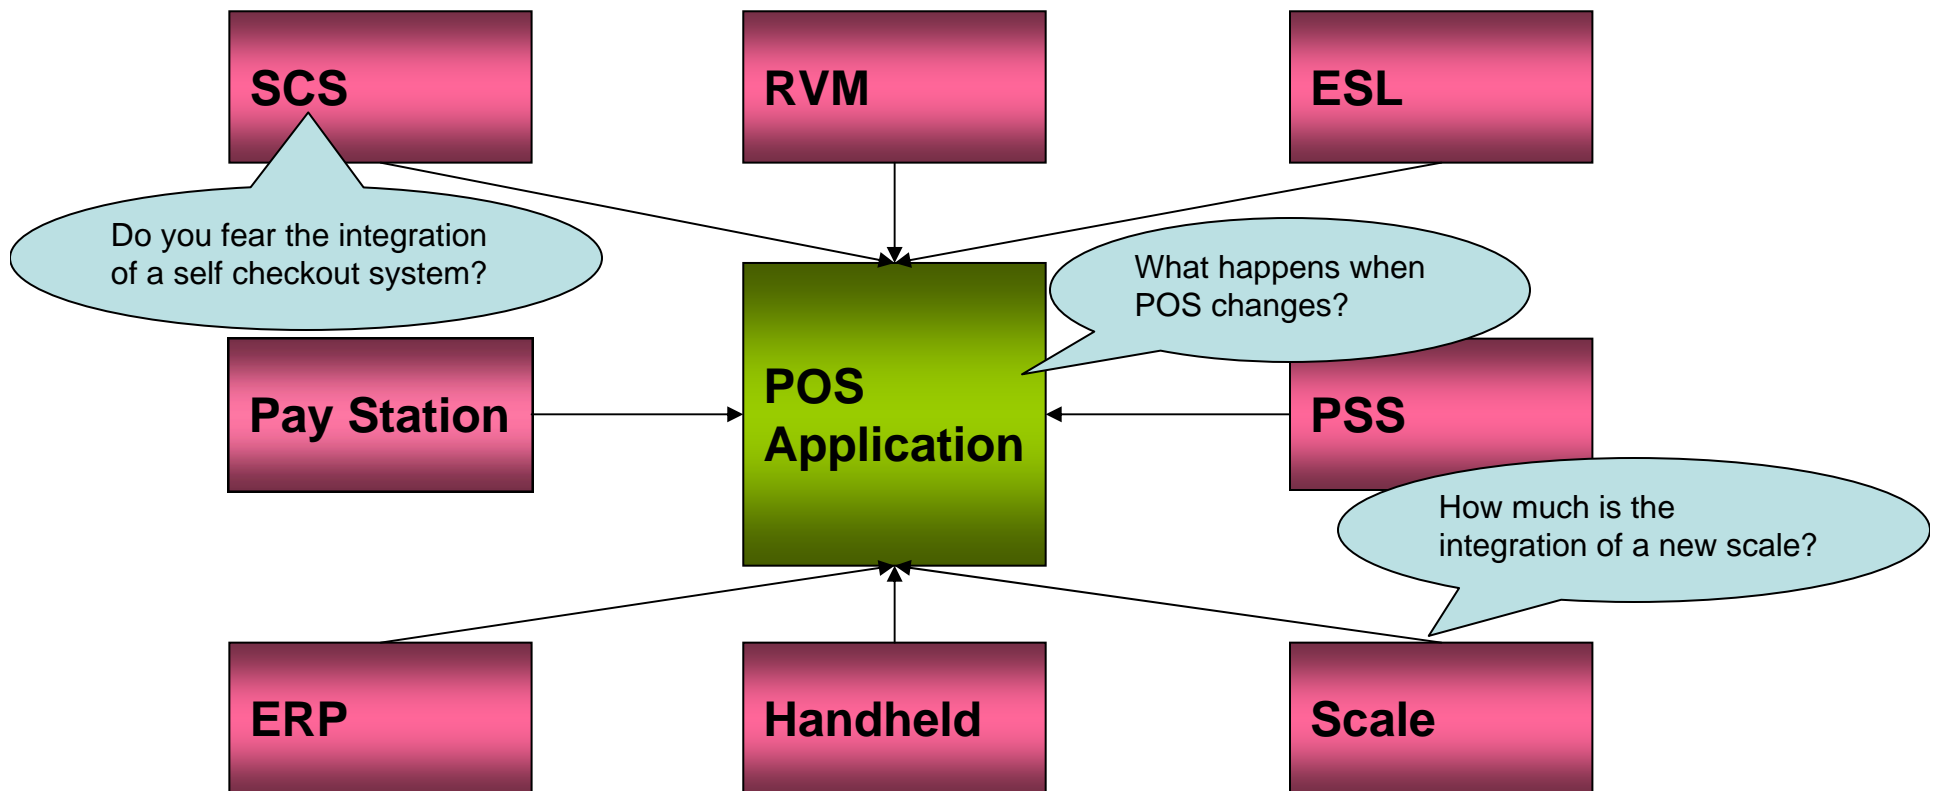 SCS
RVM
ESL
Do you fear the integration
of a self checkout system?
What happens when
POS changes?
Pay Station
POS
Application
PSS
How much is the
integration of a new scale?
ERP
Handheld
Scale